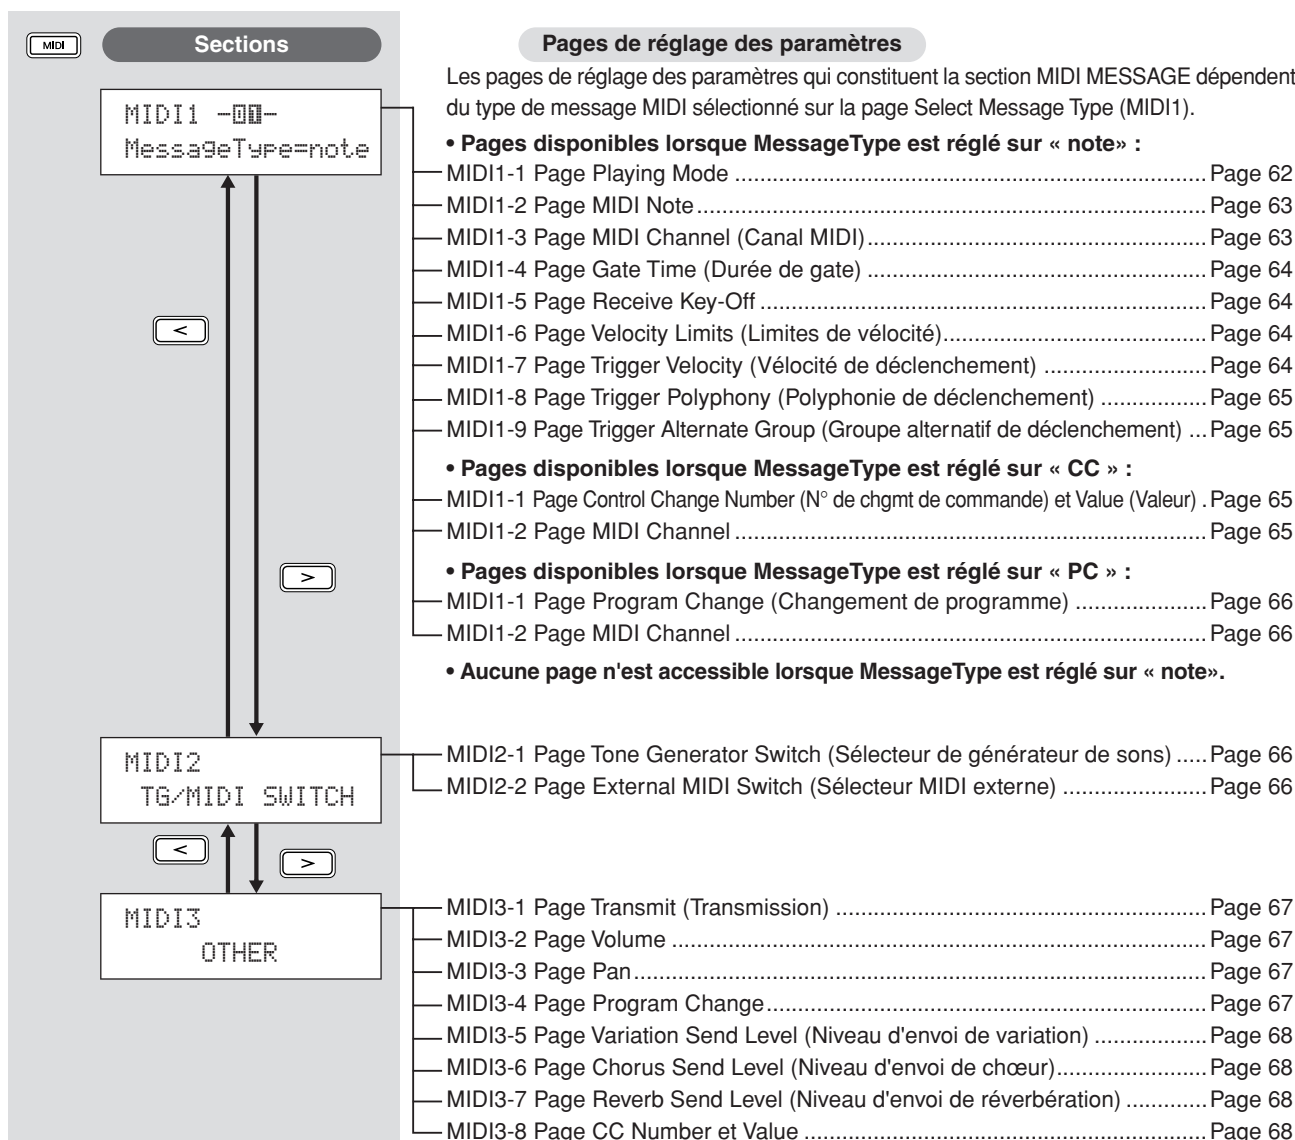 MIDI
Sections
Pages de réglage des paramètres
Les pages de réglage des paramètres qui constituent la section MIDI MESSAGE dépendent
du type de message MIDI sélectionné sur la page Select Message Type (MIDI1).
MIDI1 -01-
MessageType=note
• Pages disponibles lorsque MessageType est réglé sur « note» :
MIDI1-1 Page Playing Mode ........ Page 62
MIDI1-2 Page MIDI Note ........ Page 63
MIDI1-3 Page MIDI Channel (Canal MIDI) ........ Page 63
MIDI1-4 Page Gate Time (Durée de gate) ........ Page 64
MIDI1-5 Page Receive Key-Off ........ Page 64
<
MIDI1-6 Page Velocity Limits (Limites de vélocité) ........ Page 64
MIDI1-7 Page Trigger Velocity (Vélocité de déclenchement) ........ Page 64
MIDI1-8 Page Trigger Polyphony (Polyphonie de déclenchement) ........ Page 65
MIDI1-9 Page Trigger Alternate Group (Groupe alternatif de déclenchement) ... Page 65
• Pages disponibles lorsque MessageType est réglé sur « CC » :
MIDI1-1 Page Control Change Number (N° de chgmt de commande) et Value (Valeur) . Page 65
MIDI1-2 Page MIDI Channel ........ Page 65
>
• Pages disponibles lorsque MessageType est réglé sur « PC » :
MIDI1-1 Page Program Change (Changement de programme) ........ Page 66
MIDI1-2 Page MIDI Channel ........ Page 66
• Aucune page n'est accessible lorsque MessageType est réglé sur « note».
MIDI2
TG/MIDI SWITCH
MIDI2-1 Page Tone Generator Switch (Sélecteur de générateur de sons) ..... Page 66
MIDI2-2 Page External MIDI Switch (Sélecteur MIDI externe) ........ Page 66
<
>
MIDI3
OTHER
MIDI3-1 Page Transmit (Transmission) ........ Page 67
MIDI3-2 Page Volume ........ Page 67
MIDI3-3 Page Pan ........ Page 67
MIDI3-4 Page Program Change ........ Page 67
MIDI3-5 Page Variation Send Level (Niveau d'envoi de variation) ........ Page 68
MIDI3-6 Page Chorus Send Level (Niveau d'envoi de chœur) ........ Page 68
MIDI3-7 Page Reverb Send Level (Niveau d'envoi de réverbération) ........ Page 68
MIDI3-8 Page CC Number et Value ........ Page 68